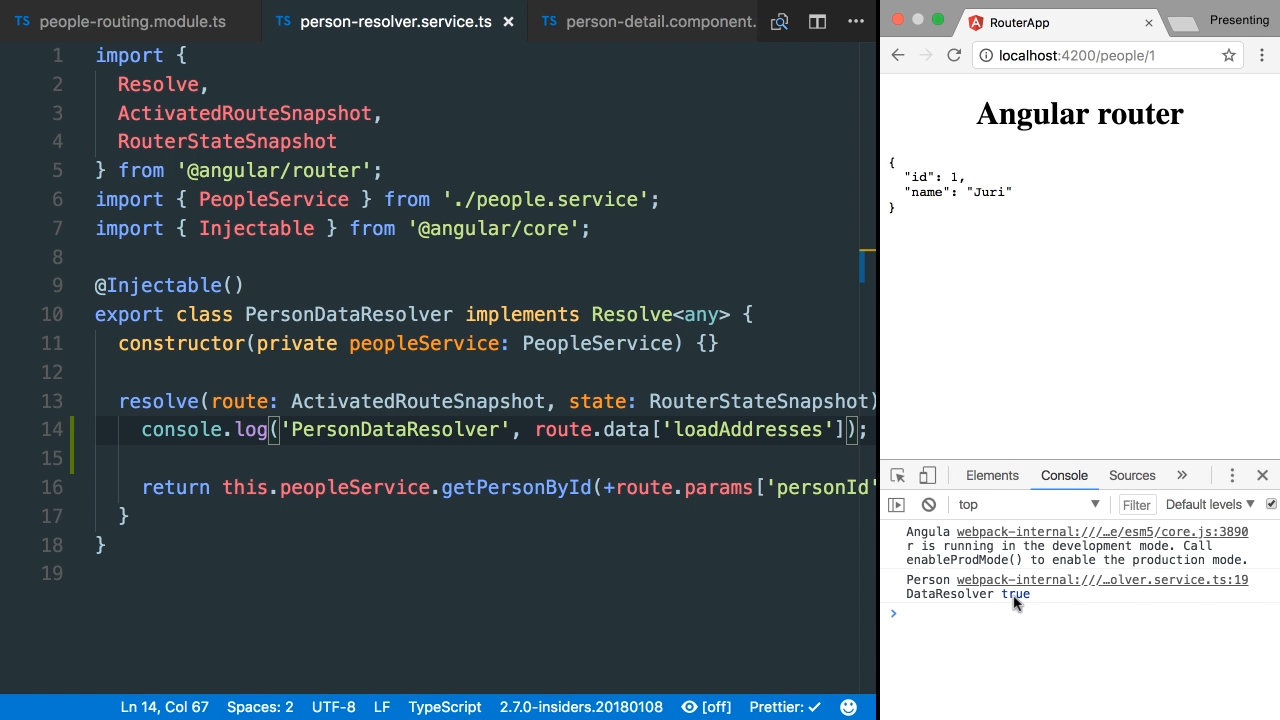 TS people-routing.module.ts
TS person-resolver.service.ts ×
TS person-detail.component.
1 import {
2 Resolve,
3 ActivatedRouteSnapshot,
4 RouterStateSnapshot
5 } from '@angular/router';
6 import { PeopleService } from './people.service';
7 import { Injectable } from '@angular/core';
8
9 @Injectable()
10 export class PersonDataResolver implements Resolve<any> {
11 constructor(private peopleService: PeopleService) {}
12
13 resolve(route: ActivatedRouteSnapshot, state: RouterStateSnapshot)
14 console.log('PersonDataResolver', route.data['loadAddresses']);
15
16 return this.peopleService.getPersonById(+route.params['personId'
17 }
18 }
19
Ln 14, Col 67 Spaces: 2 UTF-8 LF TypeScript 2.7.0-insiders.20180108 [off] Prettier: ✓
RouterApp ×
Presenting
localhost:4200/people/1
Angular router
{
"id": 1,
"name": "Juri"
}
Elements Console Sources »
top Filter Default levels
Angula webpack-internal:///…e/esm5/core.js:3890
r is running in the development mode. Call
enableProdMode() to enable the production mode.
Person webpack-internal:///…olver.service.ts:19
DataResolver true